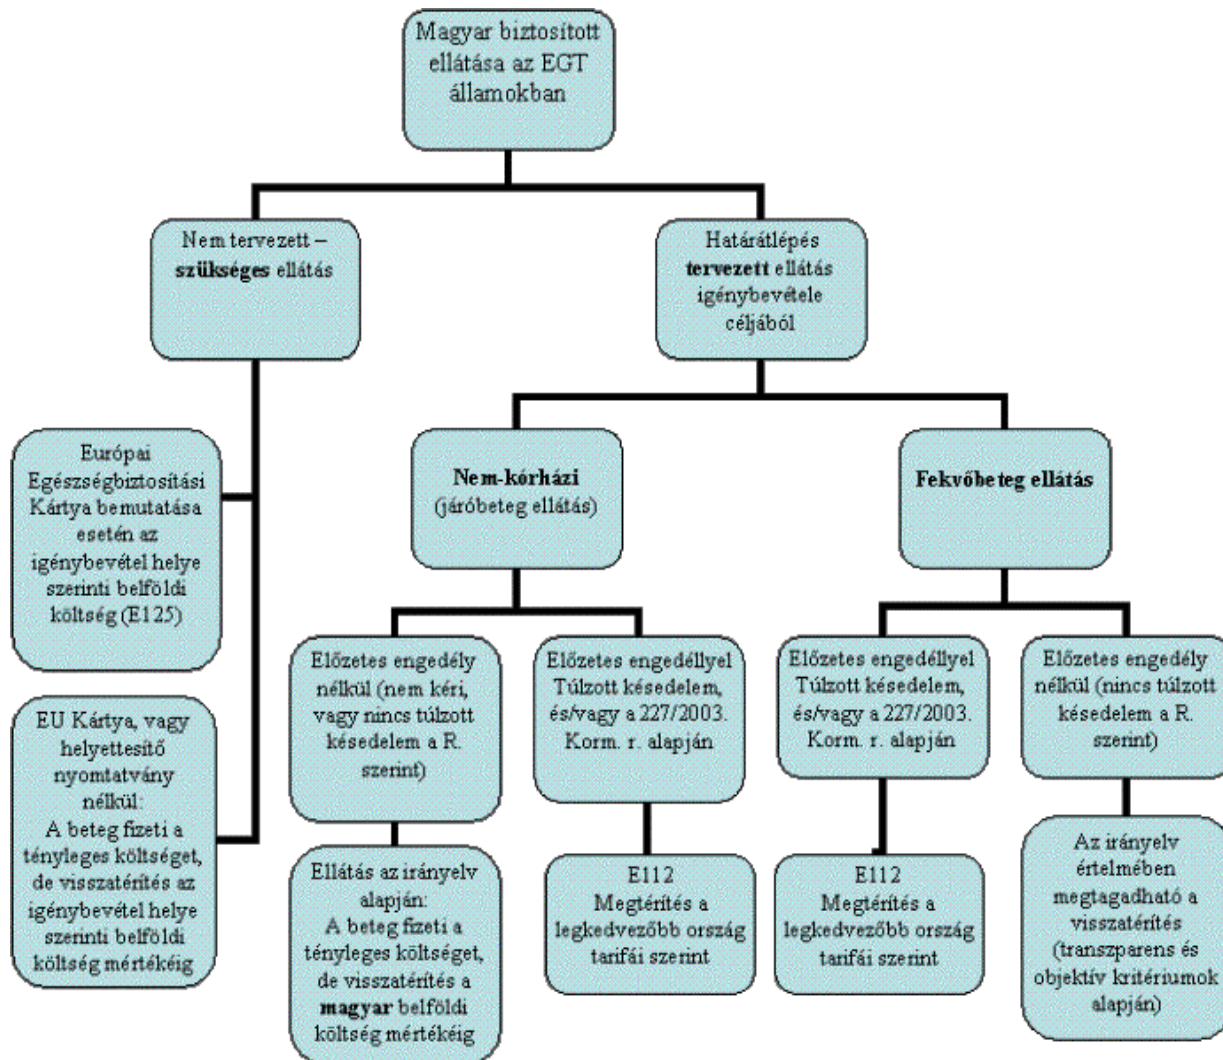 Magyar biztosított
ellátása az EGT
államokban
Nem tervezett –
szükséges ellátás
Határátlépés
tervezett ellátás
igénybevétele
céljából
Európai
Egészségbiztosítási
Kártya bemutatása
esetén az
igénybevétel helye
szerinti belföldi
költség (E125)
Nem-kórházi
(járóbeteg ellátás)
Fekvőbeteg ellátás
EU Kártya, vagy
helyettesítő
nyomtatvány
nélkül:
A beteg fizeti a
tényleges költséget,
de visszatérítés az
igénybevétel helye
szerinti belföldi
költség mértékéig
Előzetes engedély
nélkül (nem kéri,
vagy nincs túlzott
késedelem a R.
szerint)
Előzetes engedéllyel
Túlzott késedelem,
és/vagy a 227/2003.
Korm. r. alapján
Előzetes engedéllyel
Túlzott késedelem,
és/vagy a 227/2003.
Korm. r. alapján
Előzetes engedély
nélkül (nincs túlzott
késedelem a R.
szerint)
Ellátás az irányelv
alapján:
A beteg fizeti a
tényleges költséget,
de visszatérítés a
magyar belföldi
költség mértékéig
E112
Megtérítés a
legkedvezőbb ország
tarifái szerint
E112
Megtérítés a
legkedvezőbb ország
tarifái szerint
Az irányelv
értelmében
megtagadható a
visszatérítés
(transzparens és
objektív kritériumok
alapján)